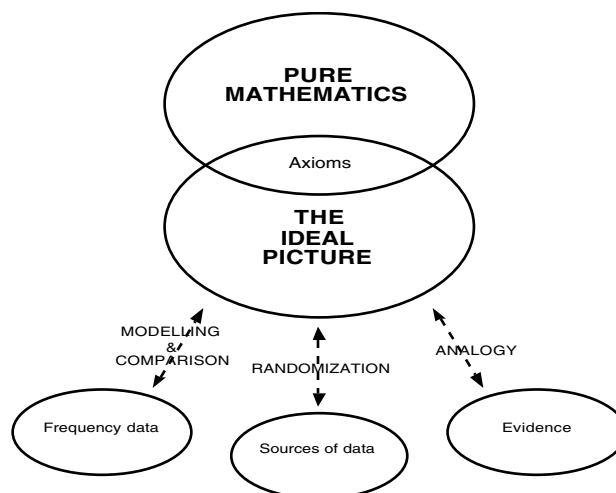 PURE
MATHEMATICS
Axioms
THE
IDEAL
PICTURE
MODELLING
&
COMPARISON
RANDOMIZATION
ANALOGY
Frequency data
Sources of data
Evidence